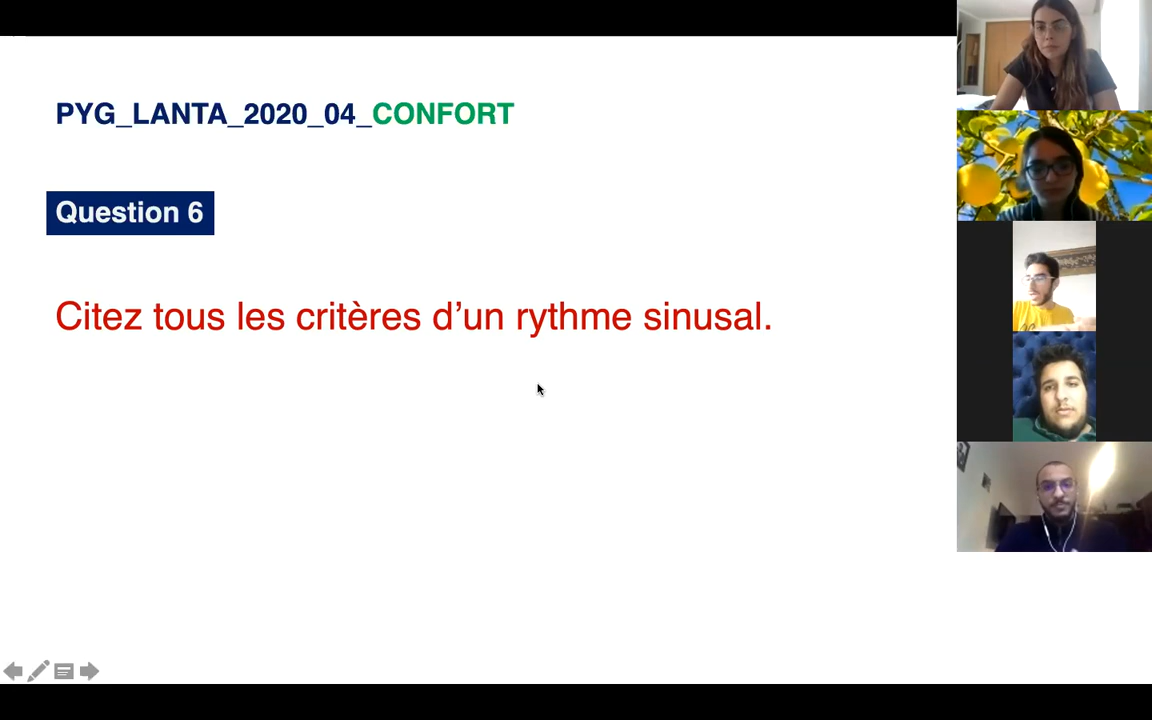 PYG_LANTA_2020_04_CONFORT
Question 6
Citez tous les critères d’un rythme sinusal.